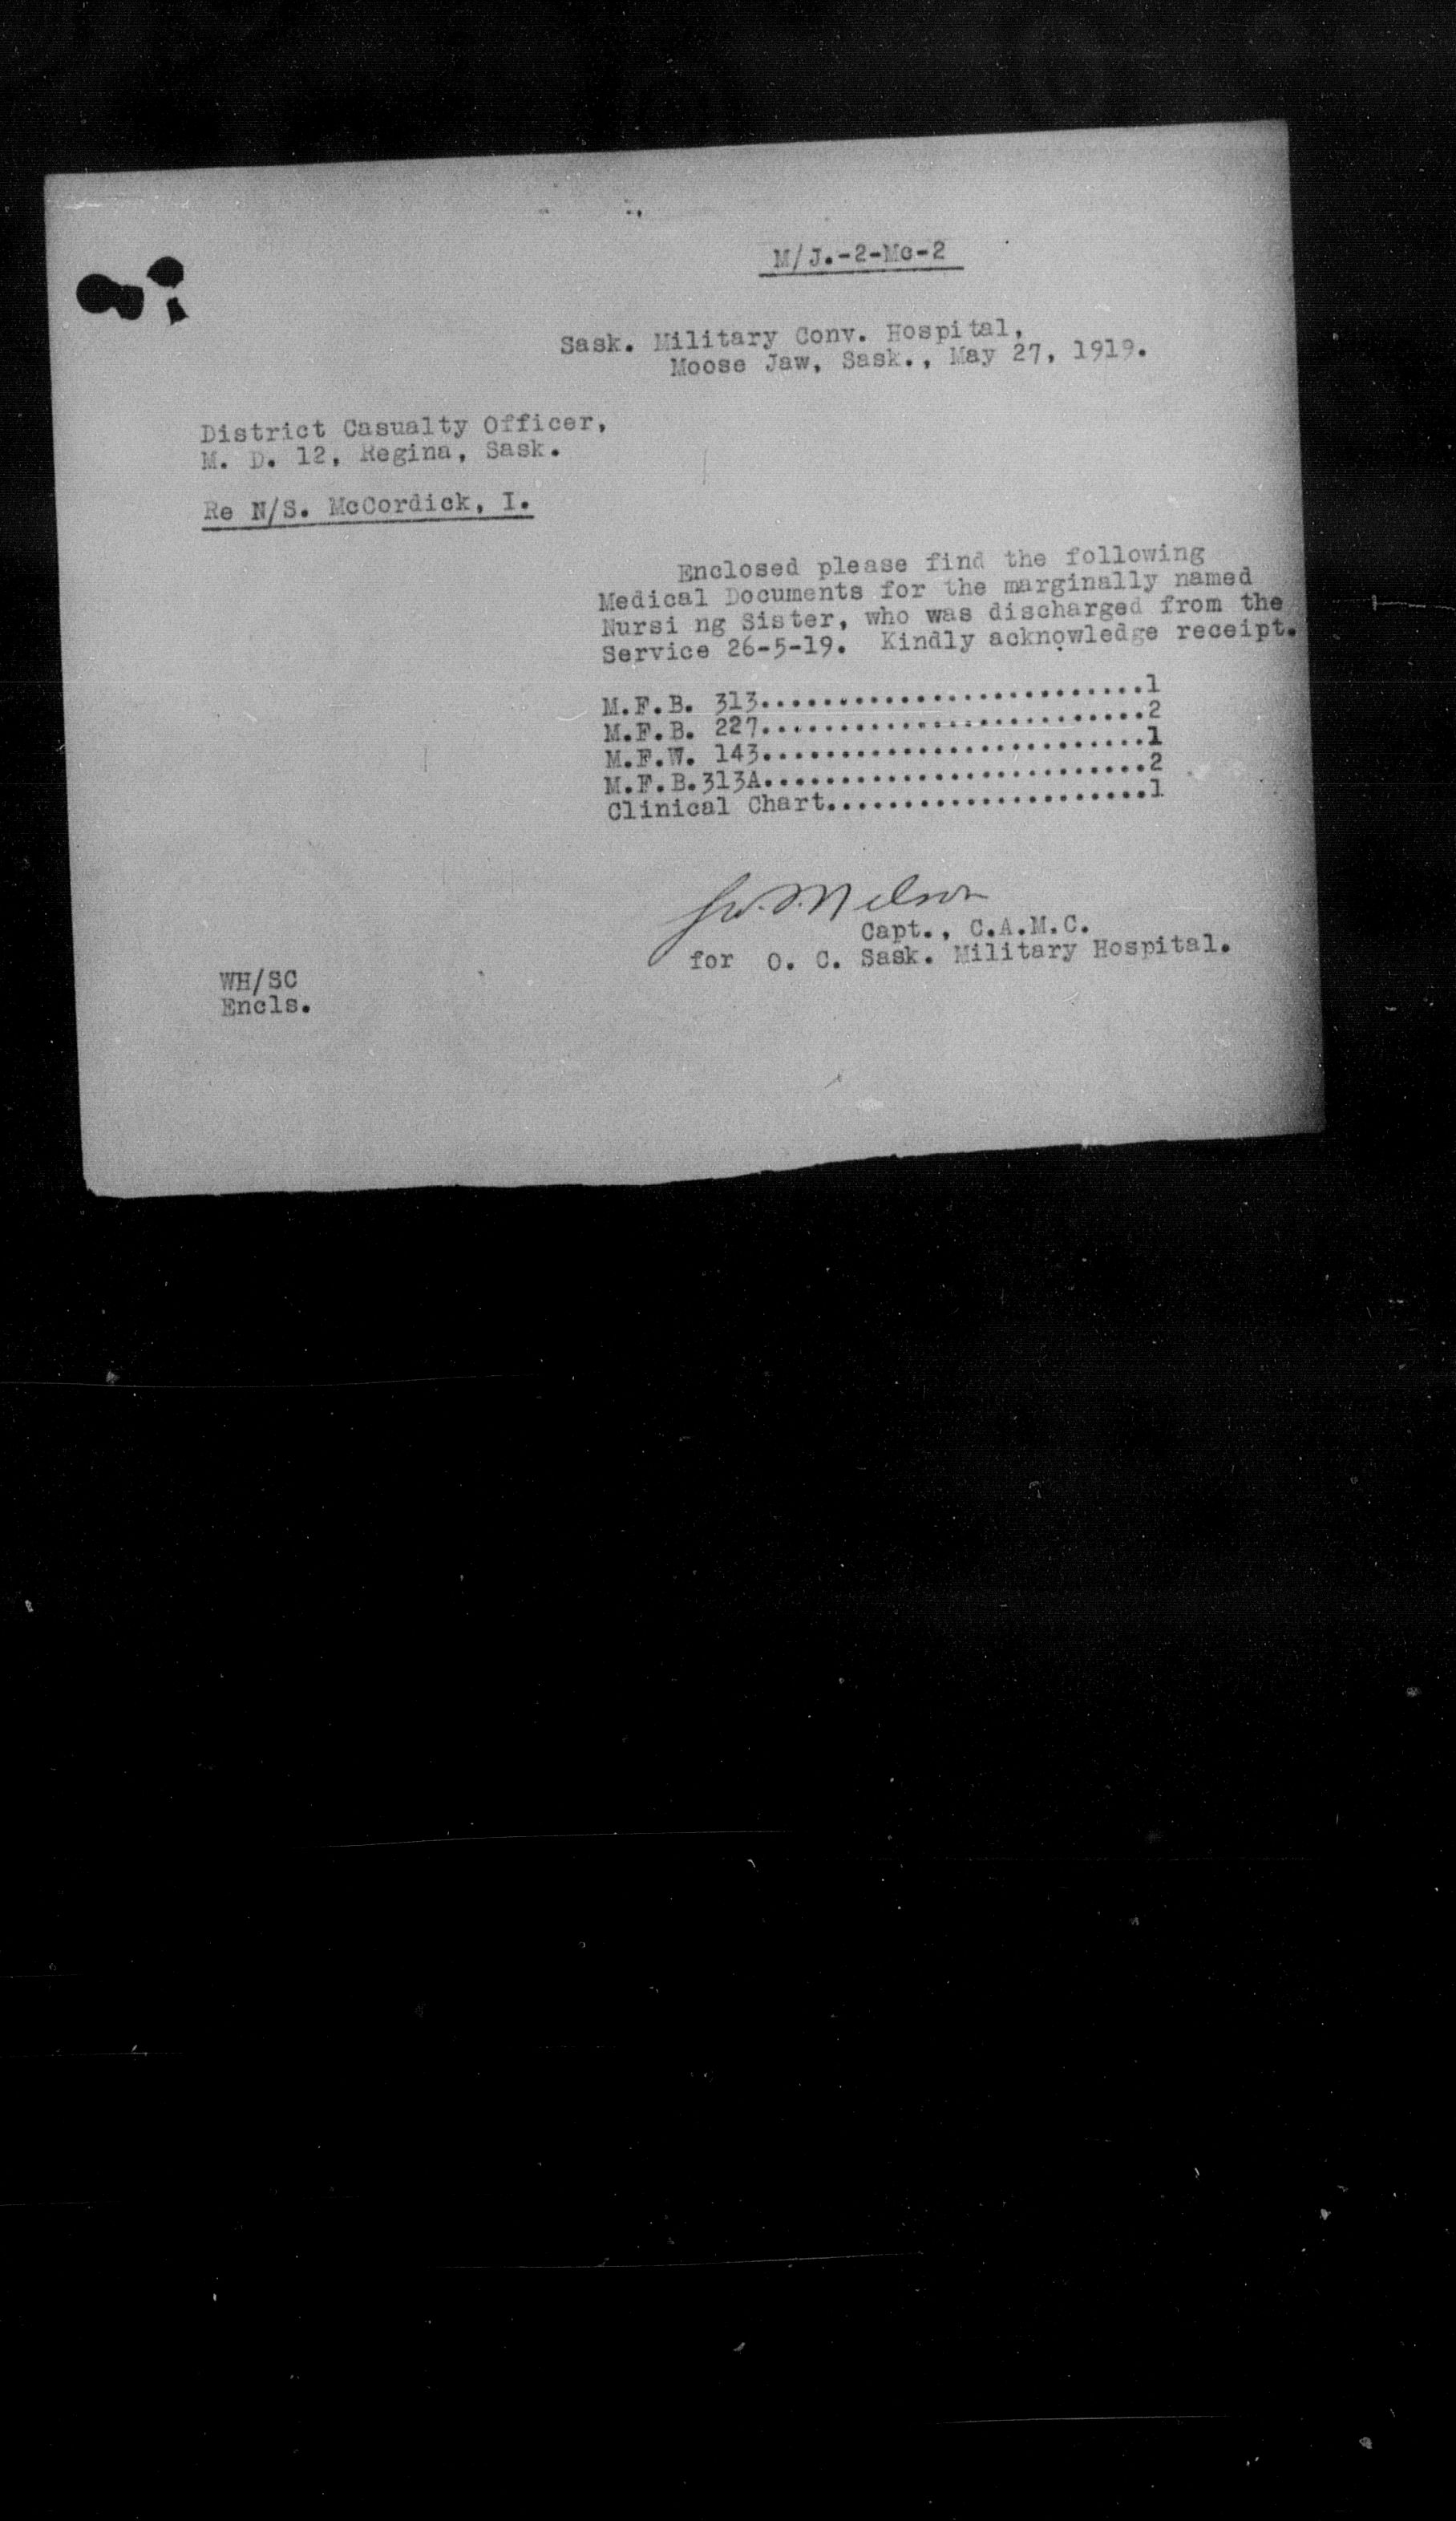 M/J.-2-Mc-2
Sask. Military Conv. Hospital,
Moose Jaw, Sask., May 27, 1919.
District Casualty Officer,
M. D. 12, Regina, Sask.
Re N/S. McCordick, I.
Enclosed please find the following
Medical Documents for the marginally named
Nursi ng Sister, who was discharged from the
Service 26-5-19. Kindly acknowledge receipt.
M.F.B. 313.........................1
M.F.B. 227.........................2
M.F.W. 143.........................1
M.F.B.313A.........................2
Clinical Chart.....................1
Capt., C.A.M.C.
for O. C. Sask. Military Hospital.
WH/SC
Encls.